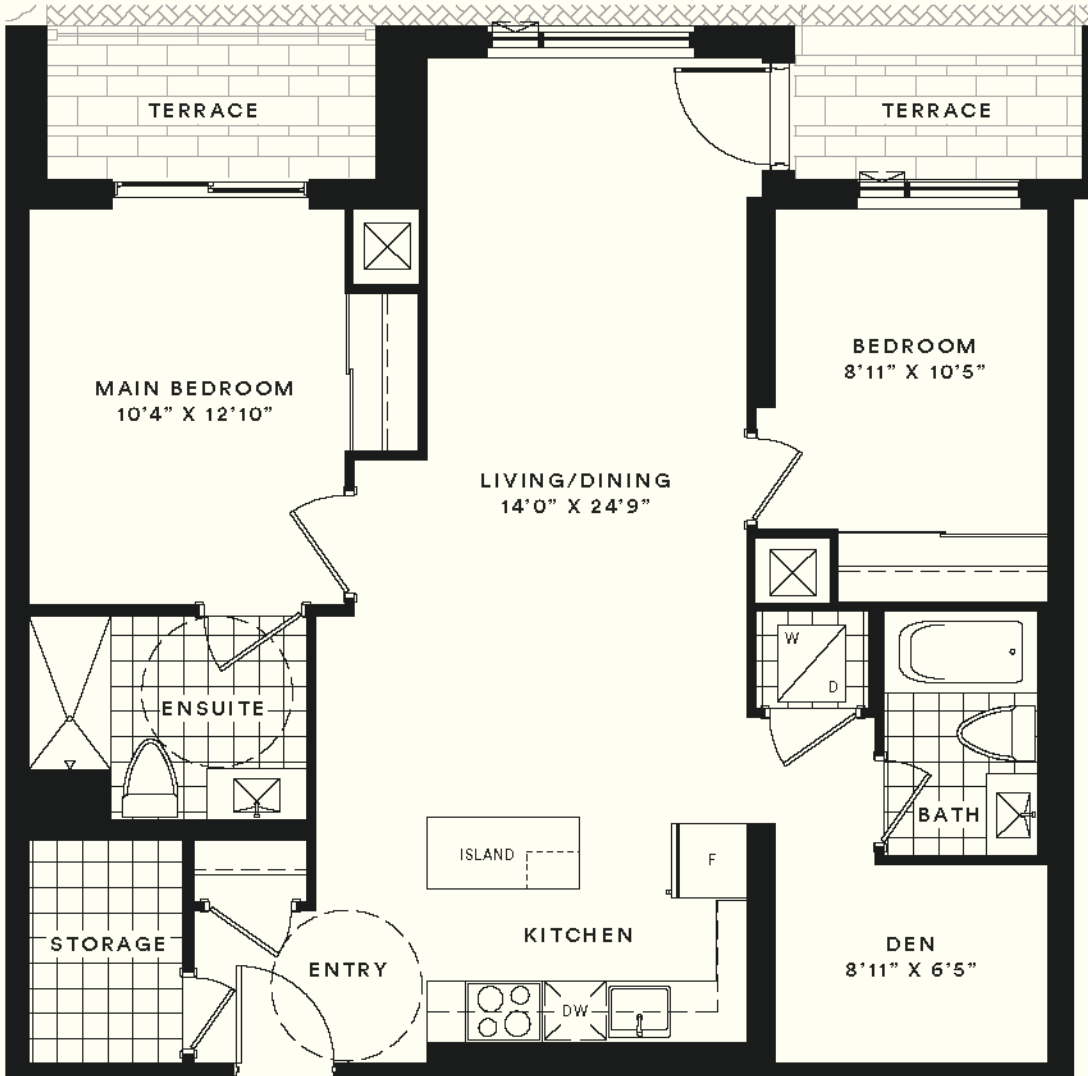 TERRACE
TERRACE
BEDROOM
8'11" X 10'5"
MAIN BEDROOM
10'4" X 12'10"
LIVING/DINING
14'0" X 24'9"
W
D
ENSUITE
BATH
ISLAND
F
KITCHEN
STORAGE
ENTRY
DEN
8'11" X 6'5"
DW